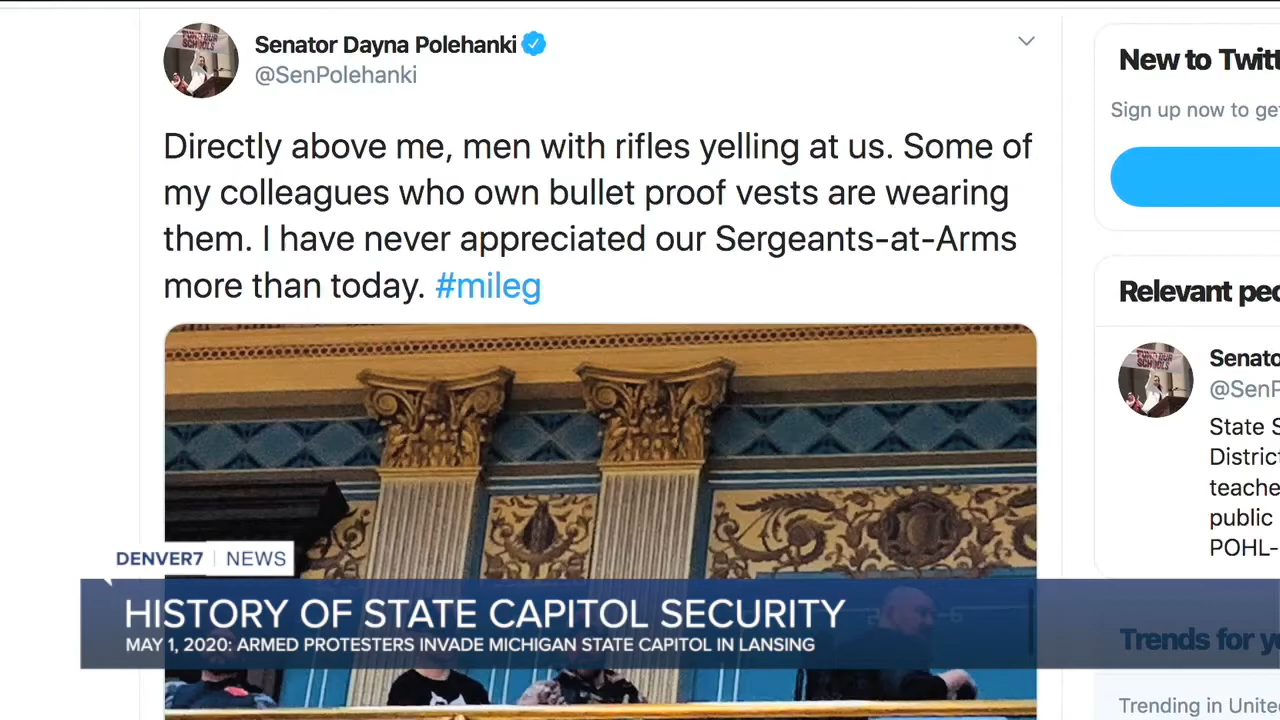 Senator Dayna Polehanki
@SenPolehanki
Directly above me, men with rifles yelling at us. Some of
my colleagues who own bullet proof vests are wearing
them. I have never appreciated our Sergeants-at-Arms
more than today. #mileg
New to Twitt
Sign up now to ge
Relevant peo
Senato
@SenP
State S
District
teache
public
POHL-
Trends for yo
Trending in Unite
DENVER7 | NEWS
HISTORY OF STATE CAPITOL SECURITY
MAY 1, 2020: ARMED PROTESTERS INVADE MICHIGAN STATE CAPITOL IN LANSING